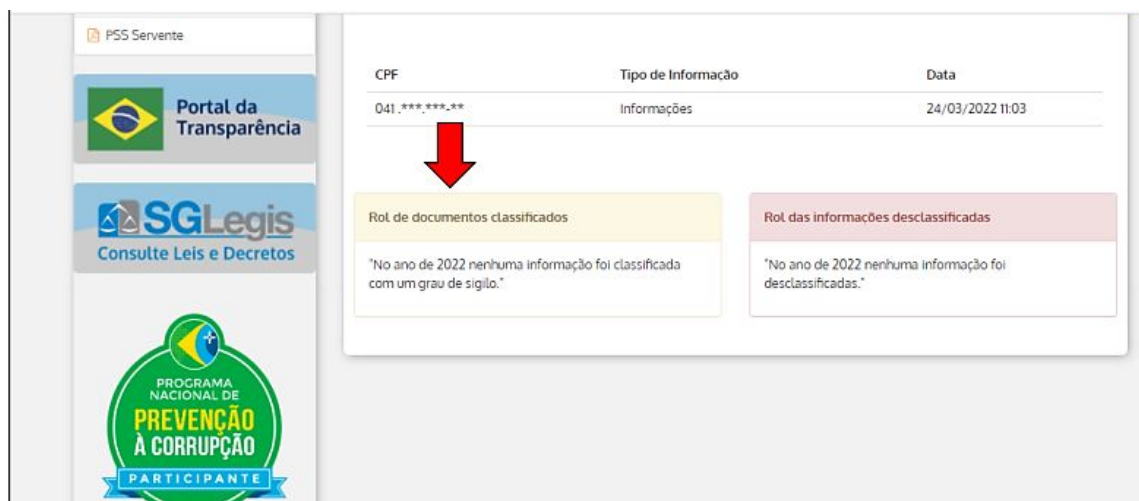 PSS Servente
Portal da
Transparência
SGLegis
Consulte Leis e Decretos
PROGRAMA
NACIONAL DE
PREVENÇÃO
À CORRUPÇÃO
PARTICIPANTE
CPF Tipo de Informação Data
041.***.***-** Informações 24/03/2022 11:03
Rol de documentos classificados
"No ano de 2022 nenhuma informação foi classificada
com um grau de sigilo."
Rol das informações desclassificadas
"No ano de 2022 nenhuma informação foi
desclassificadas."